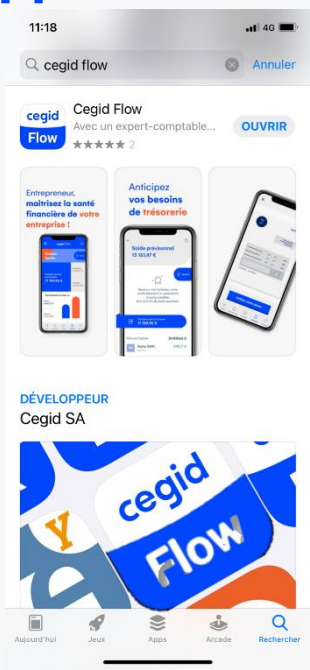 11:18
4G
cegid flow
Annuler
cegid
Flow
Cegid Flow
Avec un expert-comptable...
2
OUVRIR
Entrepreneur,
maîtrisez la santé
financière de votre
entreprise !
Anticipez
vos besoins
de trésorerie
Solde prévisionnel
DÉVELOPPEUR
Cegid SA
cegid
Flow
Aujourd'hui
Jeux
Apps
Arcade
Rechercher